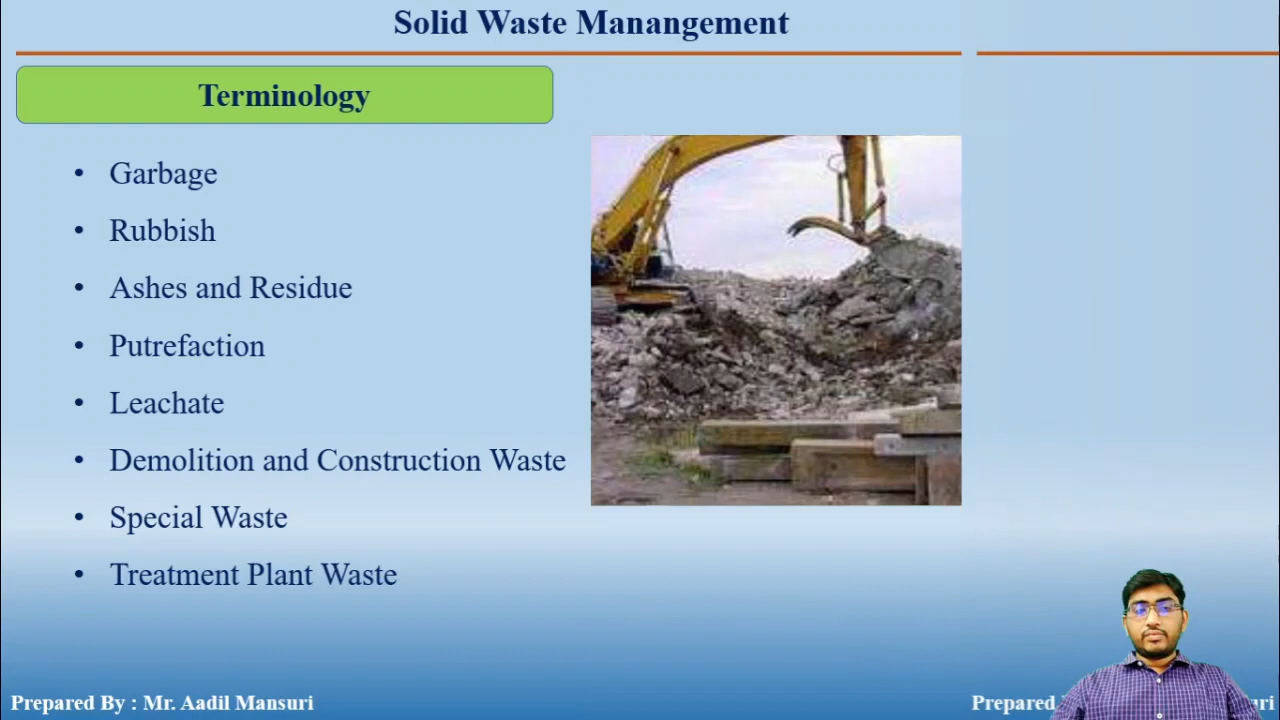 Solid Waste Manangement
Terminology
• Garbage
• Rubbish
• Ashes and Residue
• Putrefaction
• Leachate
• Demolition and Construction Waste
• Special Waste
• Treatment Plant Waste
Prepared By : Mr. Aadil Mansuri
Prepared